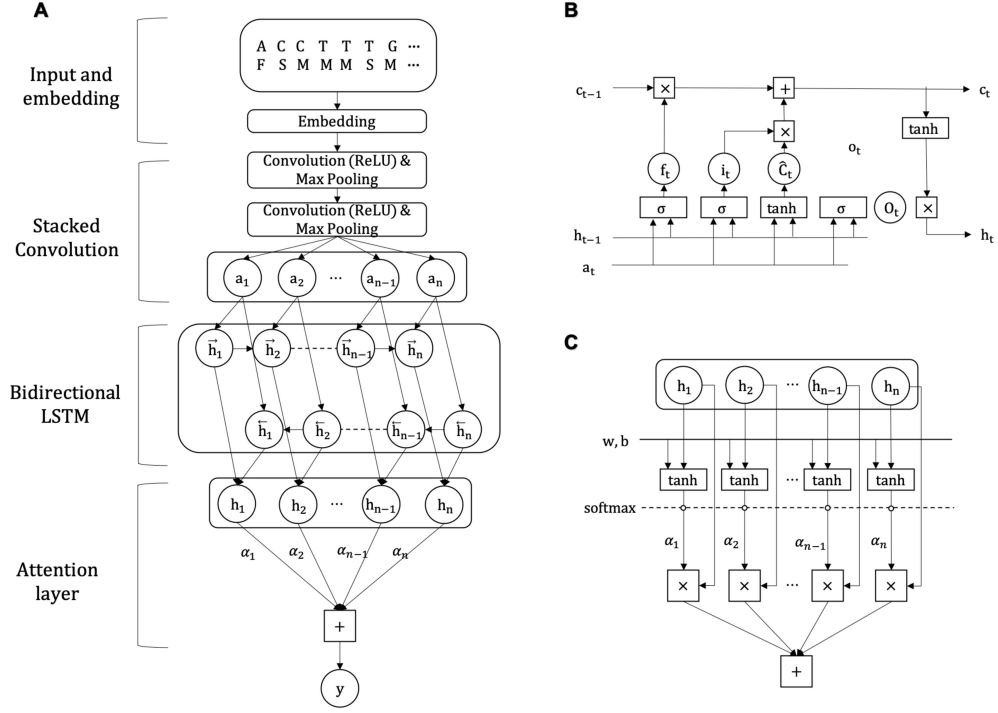 A
Input and
embedding
A C C T T T G ···
F S M M M S M ···
Embedding
Convolution (ReLU) &
Max Pooling
Convolution (ReLU) &
Max Pooling
Stacked
Convolution
a₁ a₂ ··· aₙ₋₁ aₙ
Bidirectional
LSTM
h⃗₁ h⃗₂ h⃗ₙ₋₁ h⃗ₙ
h⃖₁ h⃖₂ h⃖ₙ₋₁ h⃖ₙ
h₁ h₂ ··· hₙ₋₁ hₙ
Attention
layer
α₁ α₂ αₙ₋₁ αₙ
+
y
B
cₜ₋₁ × + cₜ
tanh
×
oₜ
fₜ iₜ Ĉₜ
σ σ tanh σ Oₜ ×
hₜ₋₁ hₜ
aₜ
C
h₁ h₂ ··· hₙ₋₁ hₙ
w, b
tanh tanh ··· tanh tanh
softmax
α₁ α₂ αₙ₋₁ αₙ
× × ··· × ×
+